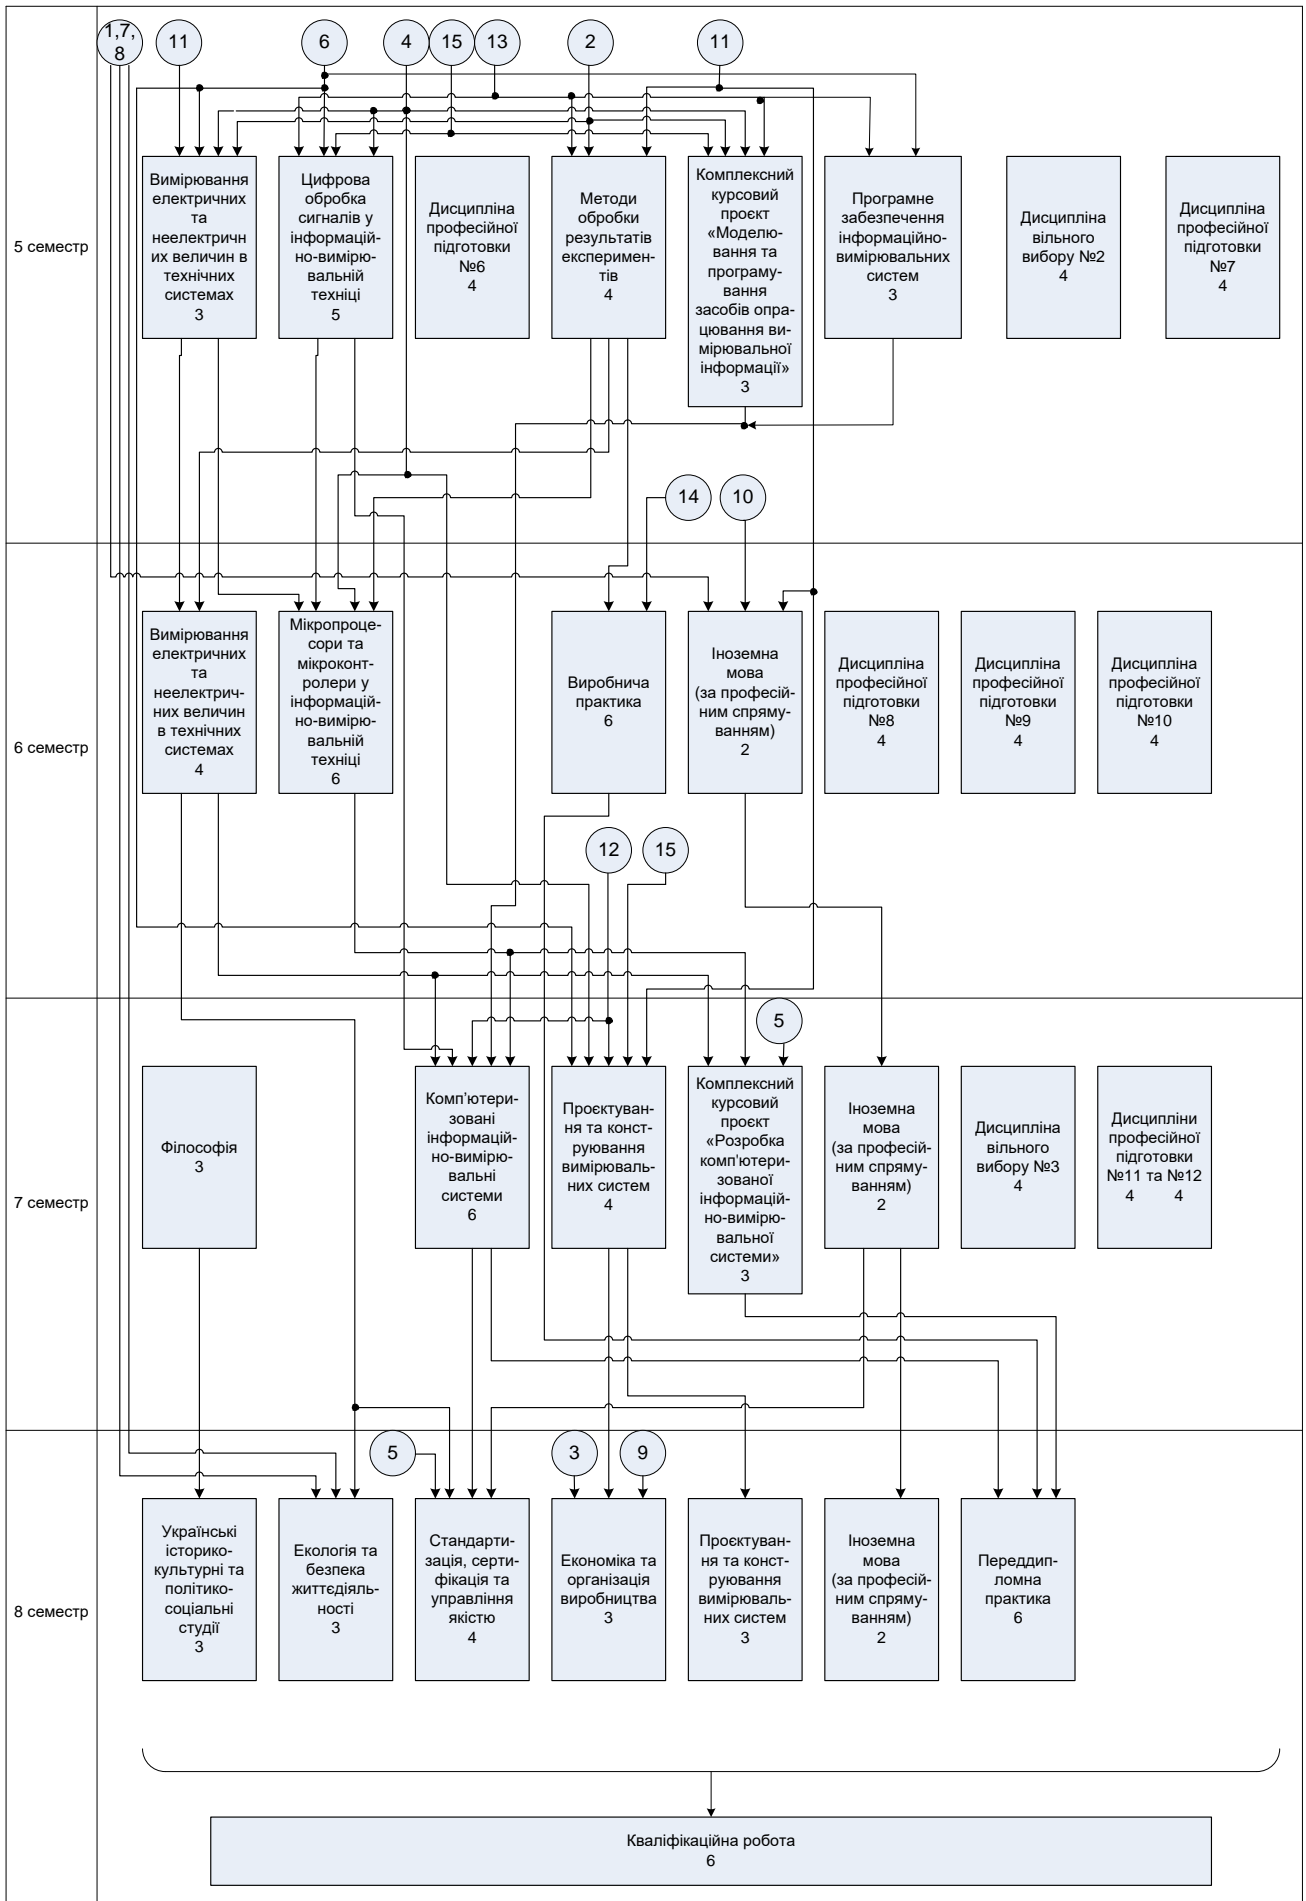 1,7,
8
11
6
4
15
13
2
11
5 семестр
Вимірювання
електричних
та
неелектричн
их величин в
технічних
системах
3
Цифрова
обробка
сигналів у
інформацій-
но-вимірю-
вальній
техніці
5
Дисципліна
професійної
підготовки
№6
4
Методи
обробки
результатів
експеримен-
тів
4
Комплексний
курсовий
проєкт
«Моделю-
вання та
програму-
вання
засобів опра-
цювання ви-
мірювальної
інформації»
3
Програмне
забезпечення
інформаційно-
вимірювальних
систем
3
Дисципліна
вільного
вибору №2
4
Дисципліна
професійної
підготовки
№7
4
14
10
6 семестр
Вимірювання
електричних
та
неелектрич-
них величин
в технічних
системах
4
Мікропроце-
сори та
мікроконт-
ролери у
інформацій-
но-вимірю-
вальній
техніці
6
Виробнича
практика
6
Іноземна
мова
(за професій-
ним спряму-
ванням)
2
Дисципліна
професійної
підготовки
№8
4
Дисципліна
професійної
підготовки
№9
4
Дисципліна
професійної
підготовки
№10
4
12
15
5
7 семестр
Філософія
3
Комп'ютери-
зовані
інформацій-
но-вимірю-
вальні
системи
6
Проєктуван-
ня та конст-
руювання
вимірюваль-
них систем
4
Комплексний
курсовий
проєкт
«Розробка
комп'ютери-
зованої
інформацій-
но-вимірю-
вальної
системи»
3
Іноземна
мова
(за професій-
ним спряму-
ванням)
2
Дисципліна
вільного
вибору №3
4
Дисципліни
професійної
підготовки
№11 та №12
4 4
5
3
9
8 семестр
Українські
історико-
культурні та
політико-
соціальні
студії
3
Екологія та
безпека
життєдіяль-
ності
3
Стандарти-
зація, серти-
фікація та
управління
якістю
4
Економіка та
організація
виробництва
3
Проєктуван-
ня та конст-
руювання
вимірюваль-
них систем
3
Іноземна
мова
(за професій-
ним спряму-
ванням)
2
Переддип-
ломна
практика
6
Кваліфікаційна робота
6